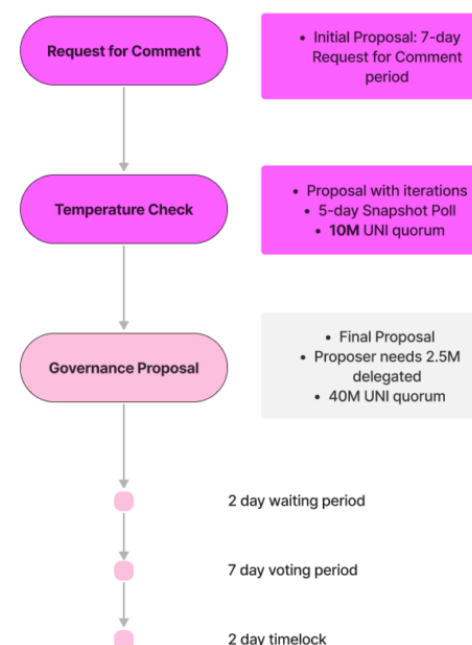 Request for Comment
• Initial Proposal: 7-day
Request for Comment
period
Temperature Check
• Proposal with iterations
• 5-day Snapshot Poll
• 10M UNI quorum
Governance Proposal
• Final Proposal
• Proposer needs 2.5M
delegated
• 40M UNI quorum
2 day waiting period
7 day voting period
2 day timelock